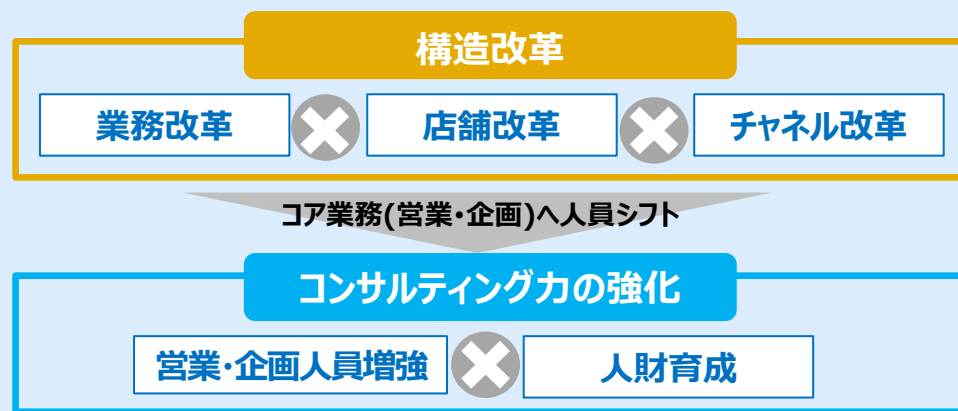 構造改革
業務改革
店舗改革
チャネル改革
コア業務(営業・企画)へ人員シフト
コンサルティング力の強化
営業・企画人員増強
人財育成